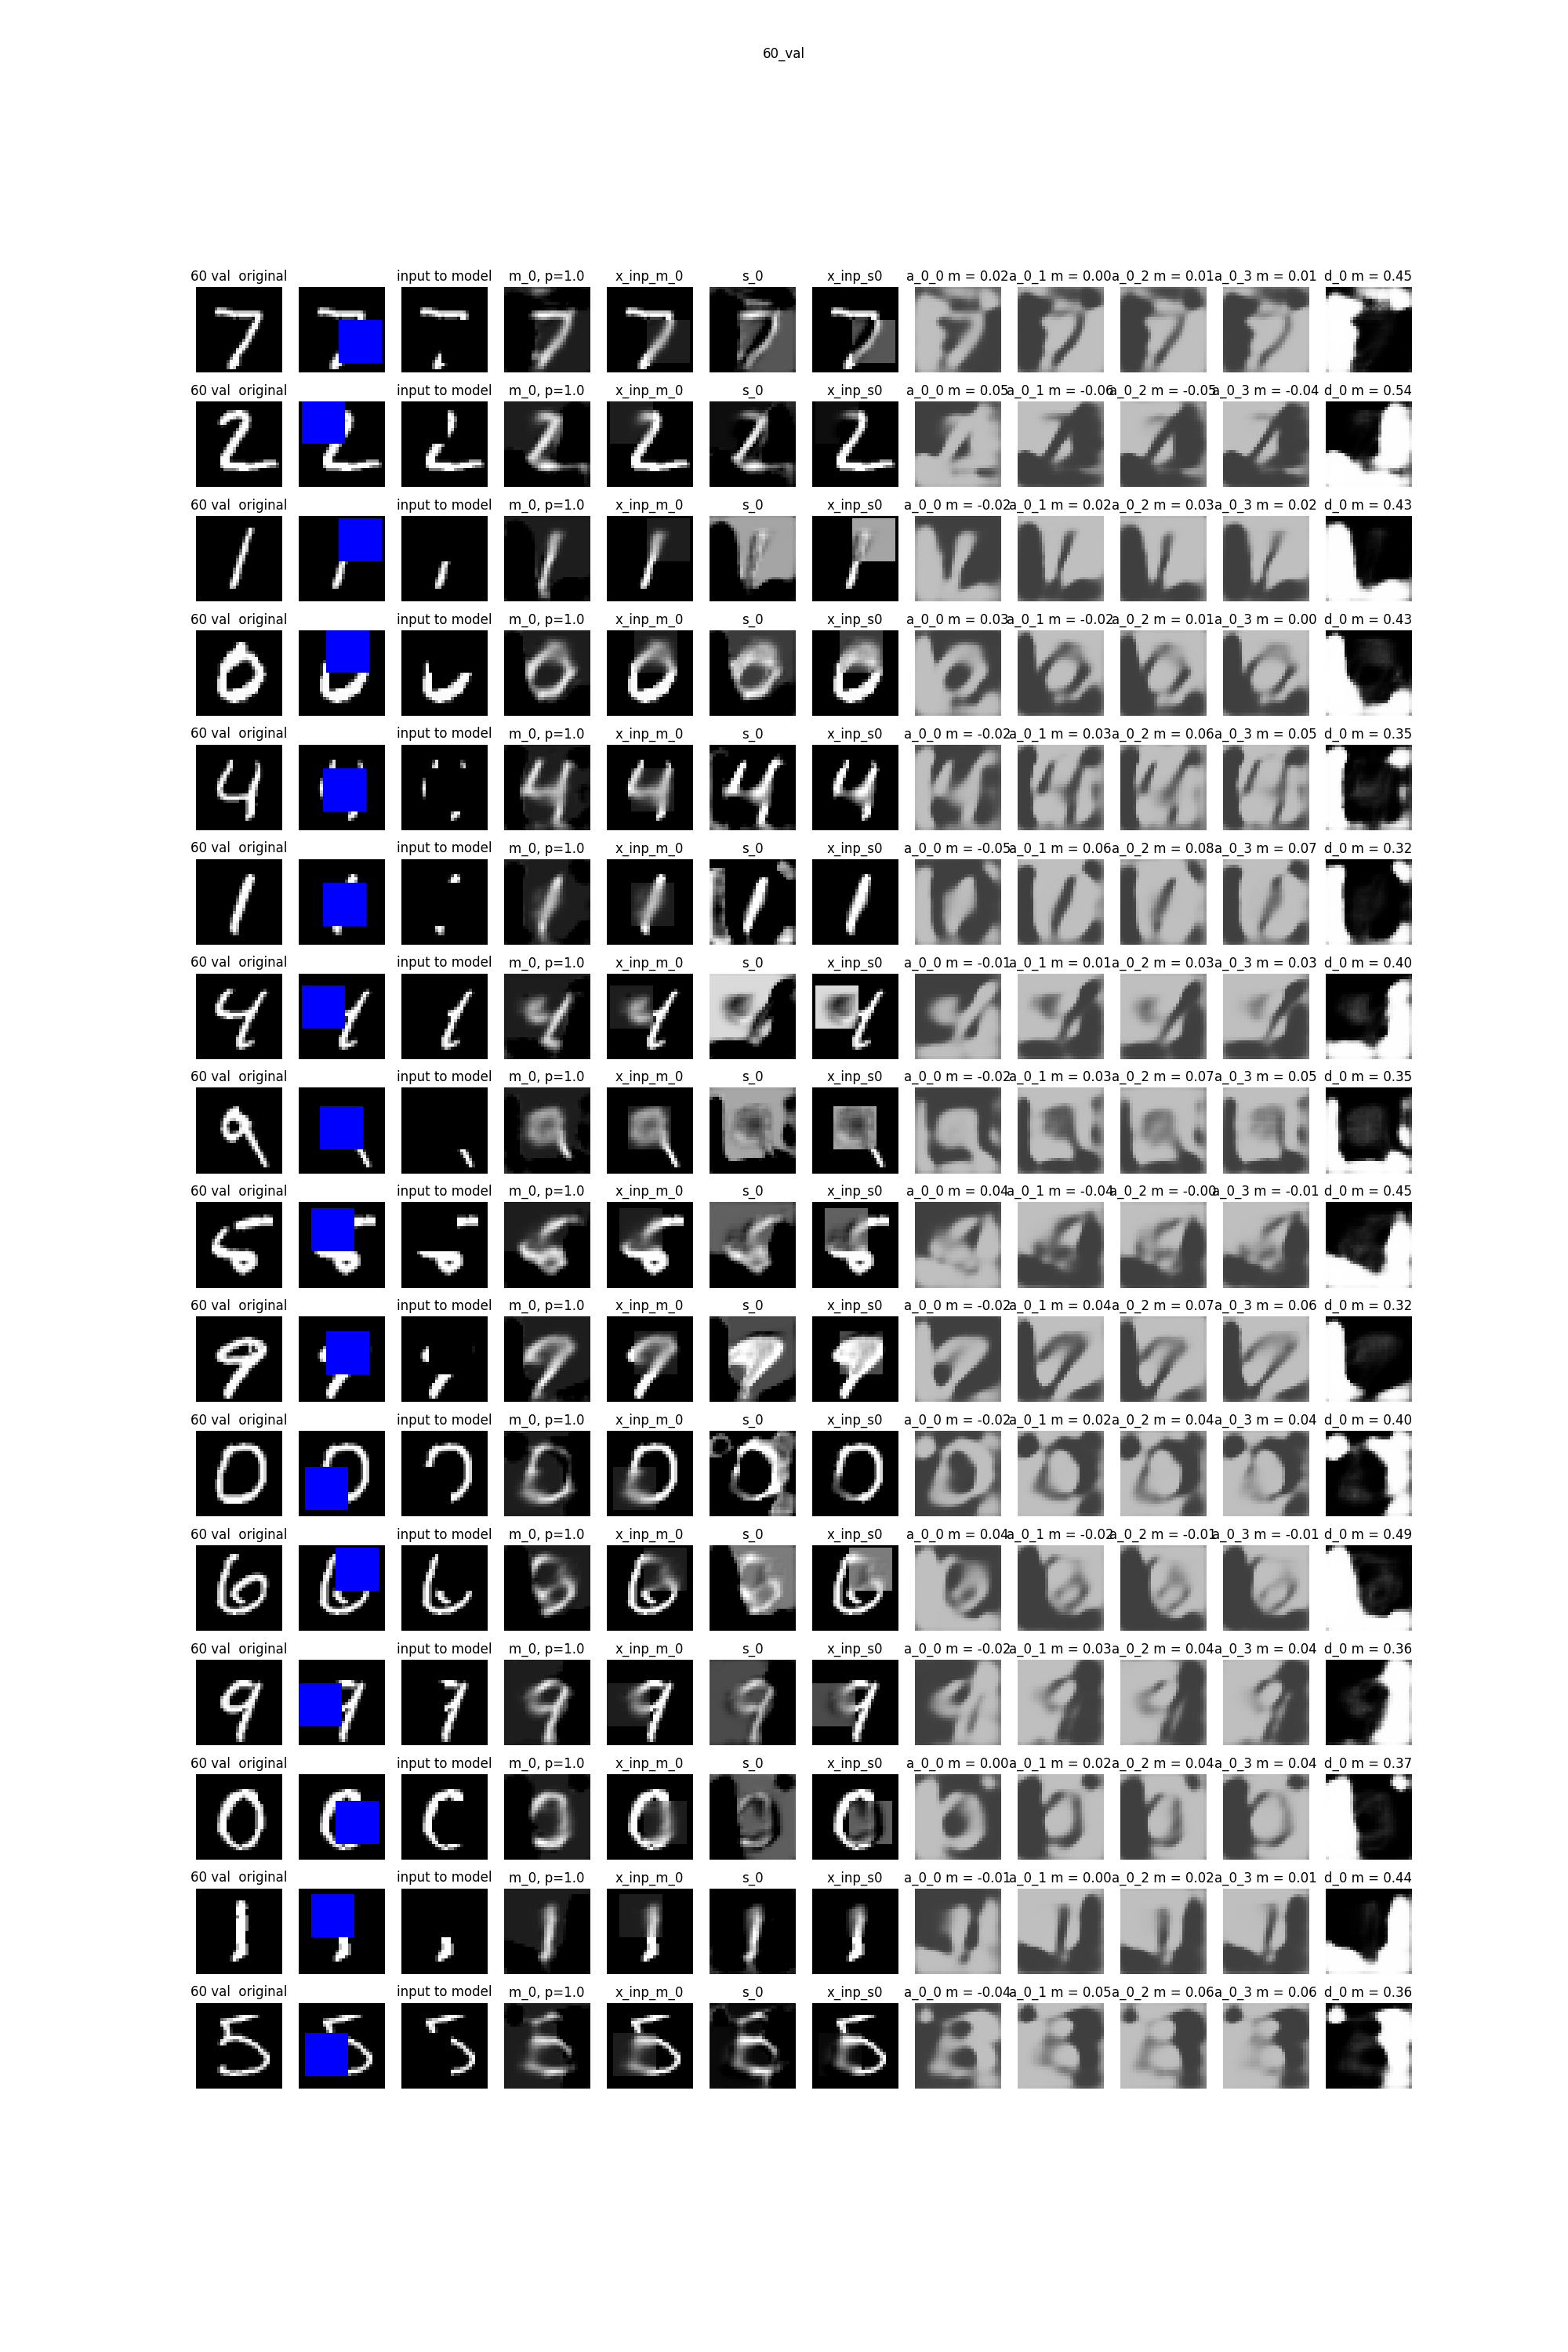 60_val
60 val original input to model m_0, p=1.0 x_inp_m_0 s_0 x_inp_s0 a_0_0 m = 0.02 a_0_1 m = 0.00 a_0_2 m = 0.01 a_0_3 m = 0.01 d_0 m = 0.45
60 val original input to model m_0, p=1.0 x_inp_m_0 s_0 x_inp_s0 a_0_0 m = 0.05 a_0_1 m = -0.06 a_0_2 m = -0.05 a_0_3 m = -0.04 d_0 m = 0.54
60 val original input to model m_0, p=1.0 x_inp_m_0 s_0 x_inp_s0 a_0_0 m = -0.02 a_0_1 m = 0.02 a_0_2 m = 0.03 a_0_3 m = 0.02 d_0 m = 0.43
60 val original input to model m_0, p=1.0 x_inp_m_0 s_0 x_inp_s0 a_0_0 m = 0.03 a_0_1 m = -0.02 a_0_2 m = 0.01 a_0_3 m = 0.00 d_0 m = 0.43
60 val original input to model m_0, p=1.0 x_inp_m_0 s_0 x_inp_s0 a_0_0 m = -0.02 a_0_1 m = 0.03 a_0_2 m = 0.06 a_0_3 m = 0.05 d_0 m = 0.35
60 val original input to model m_0, p=1.0 x_inp_m_0 s_0 x_inp_s0 a_0_0 m = -0.05 a_0_1 m = 0.06 a_0_2 m = 0.08 a_0_3 m = 0.07 d_0 m = 0.32
60 val original input to model m_0, p=1.0 x_inp_m_0 s_0 x_inp_s0 a_0_0 m = -0.01 a_0_1 m = 0.01 a_0_2 m = 0.03 a_0_3 m = 0.03 d_0 m = 0.40
60 val original input to model m_0, p=1.0 x_inp_m_0 s_0 x_inp_s0 a_0_0 m = -0.02 a_0_1 m = 0.03 a_0_2 m = 0.07 a_0_3 m = 0.05 d_0 m = 0.35
60 val original input to model m_0, p=1.0 x_inp_m_0 s_0 x_inp_s0 a_0_0 m = 0.04 a_0_1 m = -0.04 a_0_2 m = -0.00 a_0_3 m = -0.01 d_0 m = 0.45
60 val original input to model m_0, p=1.0 x_inp_m_0 s_0 x_inp_s0 a_0_0 m = -0.02 a_0_1 m = 0.04 a_0_2 m = 0.07 a_0_3 m = 0.06 d_0 m = 0.32
60 val original input to model m_0, p=1.0 x_inp_m_0 s_0 x_inp_s0 a_0_0 m = -0.02 a_0_1 m = 0.02 a_0_2 m = 0.04 a_0_3 m = 0.04 d_0 m = 0.40
60 val original input to model m_0, p=1.0 x_inp_m_0 s_0 x_inp_s0 a_0_0 m = 0.04 a_0_1 m = -0.02 a_0_2 m = -0.01 a_0_3 m = -0.01 d_0 m = 0.49
60 val original input to model m_0, p=1.0 x_inp_m_0 s_0 x_inp_s0 a_0_0 m = -0.02 a_0_1 m = 0.03 a_0_2 m = 0.04 a_0_3 m = 0.04 d_0 m = 0.36
60 val original input to model m_0, p=1.0 x_inp_m_0 s_0 x_inp_s0 a_0_0 m = 0.00 a_0_1 m = 0.02 a_0_2 m = 0.04 a_0_3 m = 0.04 d_0 m = 0.37
60 val original input to model m_0, p=1.0 x_inp_m_0 s_0 x_inp_s0 a_0_0 m = -0.01 a_0_1 m = 0.00 a_0_2 m = 0.02 a_0_3 m = 0.01 d_0 m = 0.44
60 val original input to model m_0, p=1.0 x_inp_m_0 s_0 x_inp_s0 a_0_0 m = -0.04 a_0_1 m = 0.05 a_0_2 m = 0.06 a_0_3 m = 0.06 d_0 m = 0.36